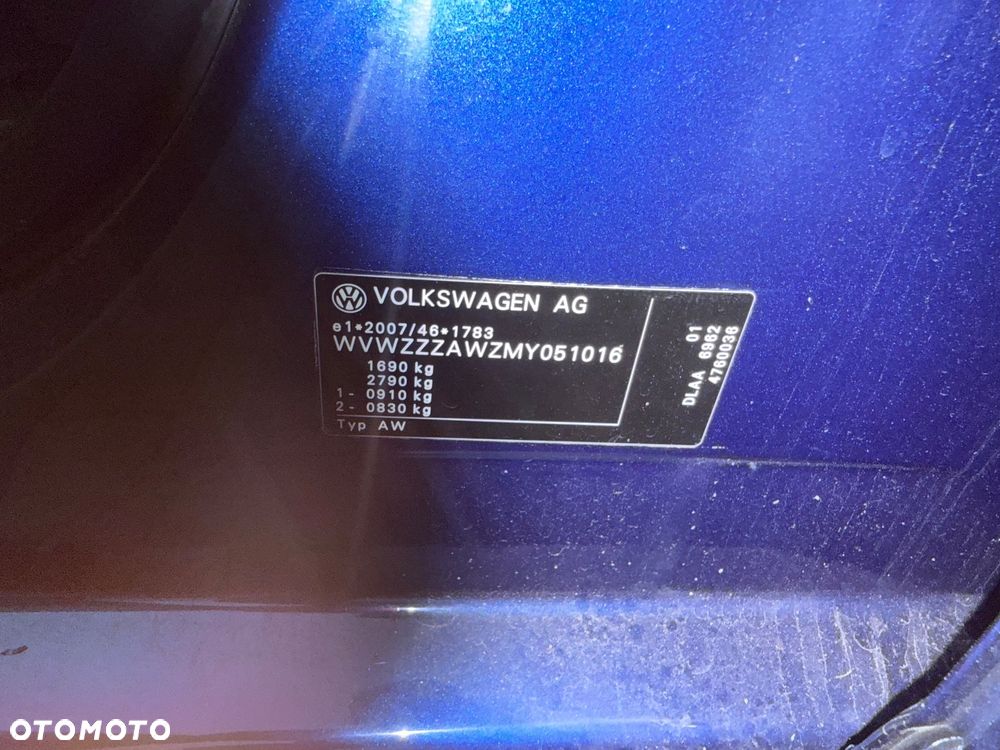 VOLKSWAGEN AG
e1*2007/46*1783
WVWZZZAWZMY051016
1690 kg
2790 kg
1 - 0910 kg
2 - 0830 kg
Typ AW
01
DLAA 6962
4760036
OTOMOTO